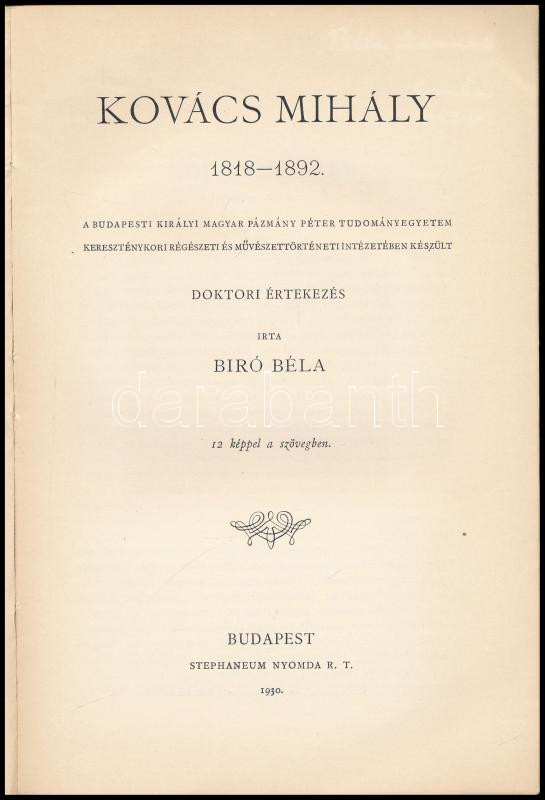 KOVÁCS MIHÁLY
1818—1892.
A BUDAPESTI KIRÁLYI MAGYAR PÁZMÁNY PÉTER TUDOMÁNYEGYETEM
KERESZTÉNYKORI RÉGÉSZETI ÉS MŰVÉSZETTÖRTÉNETI INTÉZETÉBEN KÉSZÜLT
DOKTORI ÉRTEKEZÉS
IRTA
BIRÓ BÉLA
darabanth
12 képpel a szövegben.
BUDAPEST
STEPHANEUM NYOMDA R. T.
1930.